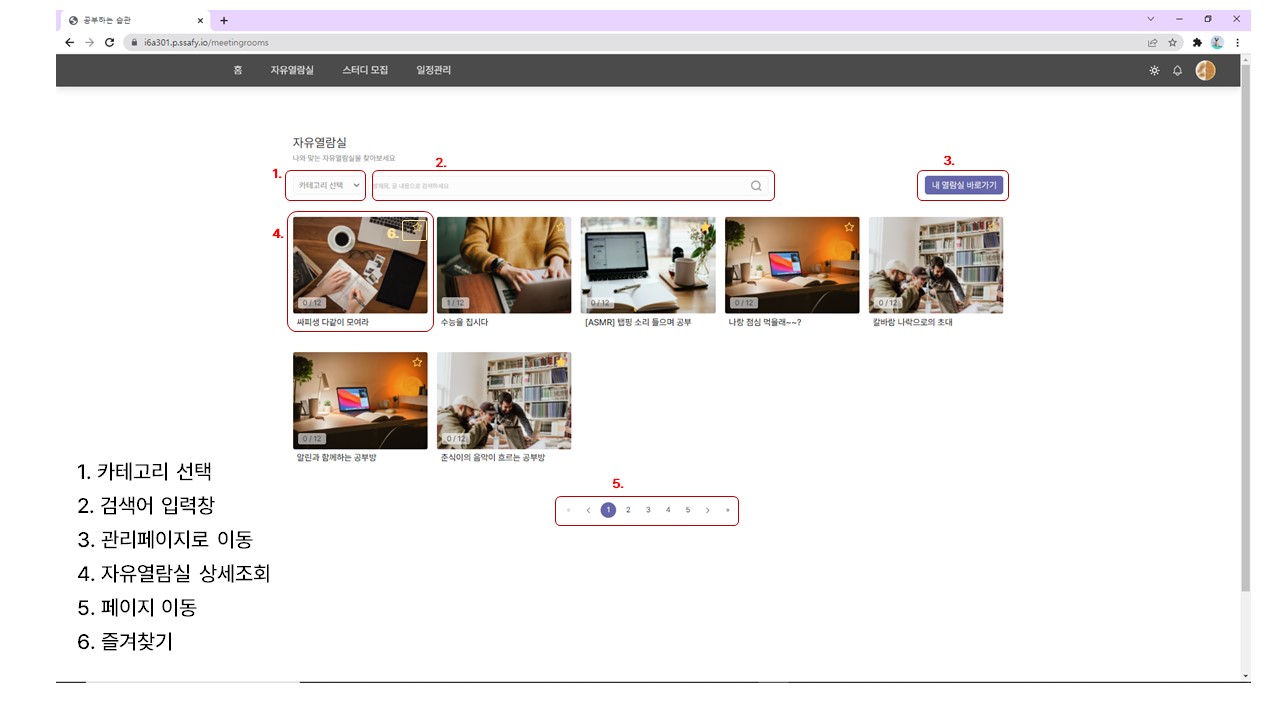 공부하는 습관
i6a301.p.ssafy.io/meetingrooms
홈 자유열람실 스터디 모집 일정관리
자유열람실
나와 맞는 자유열람실을 찾아보세요
1.
2.
3.
카테고리 선택
글 내용으로 검색하세요
내 열람실 바로가기
4.
6.
0 / 12
1 / 12
0 / 12
0 / 12
0 / 12
싸피생 다같이 모여라
수능을 칩시다
[ASMR] 탭핑 소리 들으며 공부
나랑 점심 먹을래~~?
칼바람 나락으로의 초대
0 / 12
0 / 12
알린과 함께하는 공부방
춘식이의 음악이 흐르는 공부방
5.
« < 1 2 3 4 5 > »
1. 카테고리 선택
2. 검색어 입력창
3. 관리페이지로 이동
4. 자유열람실 상세조회
5. 페이지 이동
6. 즐겨찾기